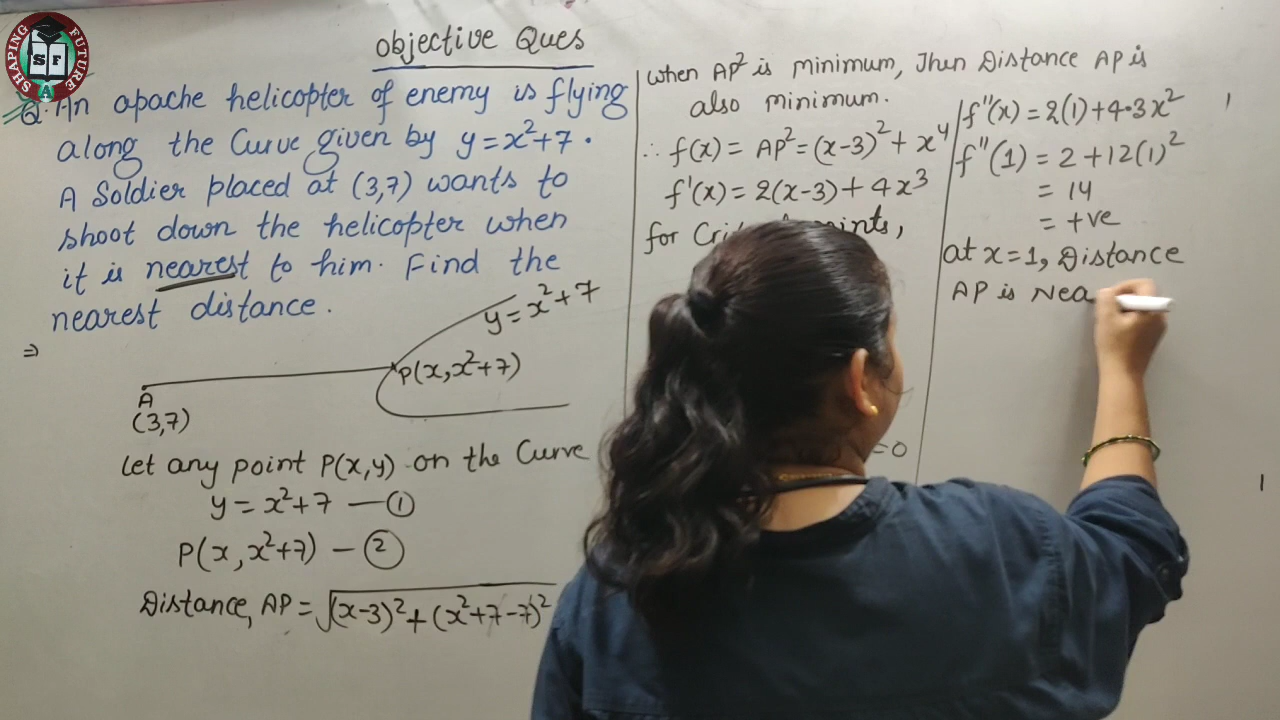 SHAPING FUTURE
SF
objective Ques
Q. An apache helicopter of enemy is flying
along the Curve given by y = x²+7.
A Soldier placed at (3,7) wants to
shoot down the helicopter when
it is nearest to him. Find the
nearest distance.
⇒
y = x²+7
P(x, x²+7)
A
(3,7)
Let any point P(x,y) on the Curve
y = x²+7 —①
P(x, x²+7) —②
Distance, AP = √(x-3)²+(x²+7-7)²
when AP² is minimum, Then Distance AP is
also minimum.
∴ f(x) = AP² = (x-3)² + x⁴
f'(x) = 2(x-3) + 4x³
for
=0
f''(x) = 2(1)+4·3x²
f''(1) = 2+12(1)²
= 14
= +ve
at x=1, Distance
AP is Nea